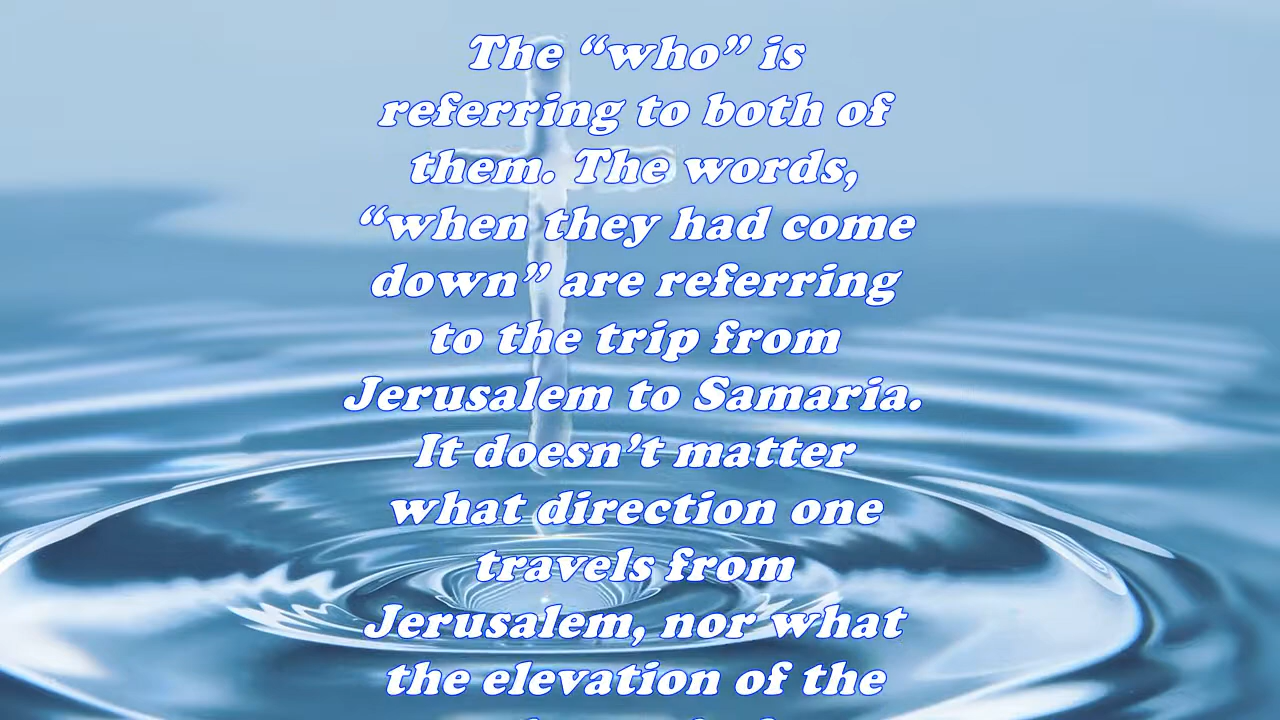 The “who” is
referring to both of
them. The words,
“when they had come
down” are referring
to the trip from
Jerusalem to Samaria.
It doesn’t matter
what direction one
travels from
Jerusalem, nor what
the elevation of the